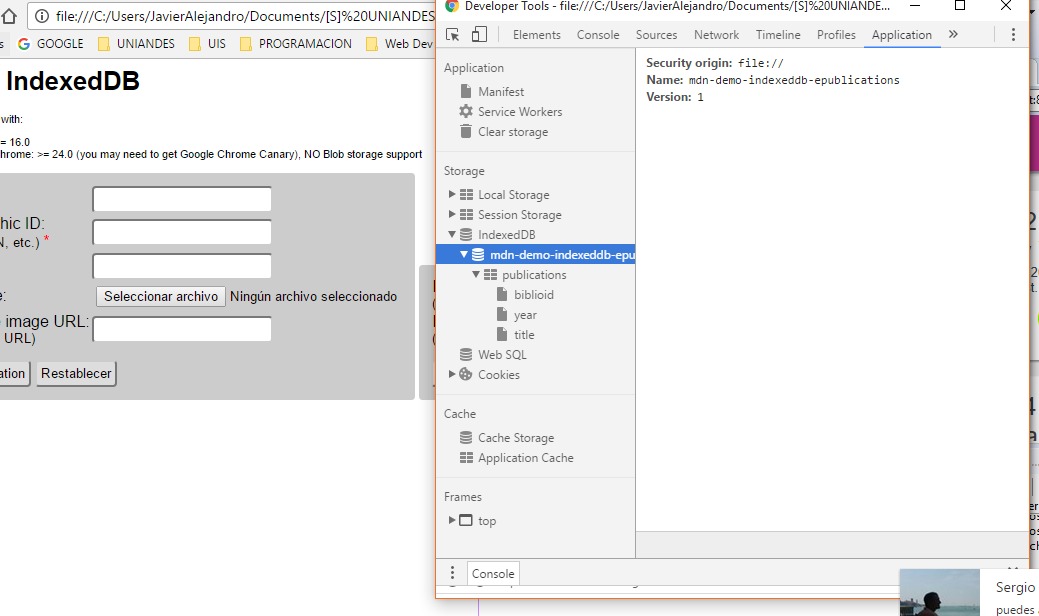 file:///C:/Users/JavierAlejandro/Documents/[S]%20UNIANDES
s GOOGLE UNIANDES UIS PROGRAMACION Web Dev
IndexedDB
with:
= 16.0
hrome: >= 24.0 (you may need to get Google Chrome Canary), NO Blob storage support
hic ID:
N, etc.) *
e: Seleccionar archivo Ningún archivo seleccionado
image URL:
URL)
ation Restablecer
Developer Tools - file:///C:/Users/JavierAlejandro/Documents/[S]%20UNIANDE...
Elements Console Sources Network Timeline Profiles Application »
Application
Manifest
Service Workers
Clear storage
Storage
Local Storage
Session Storage
IndexedDB
mdn-demo-indexeddb-epu
publications
biblioid
year
title
Web SQL
Cookies
Cache
Cache Storage
Application Cache
Frames
top
Security origin: file://
Name: mdn-demo-indexeddb-epublications
Version: 1
Console
Sergio
puedes